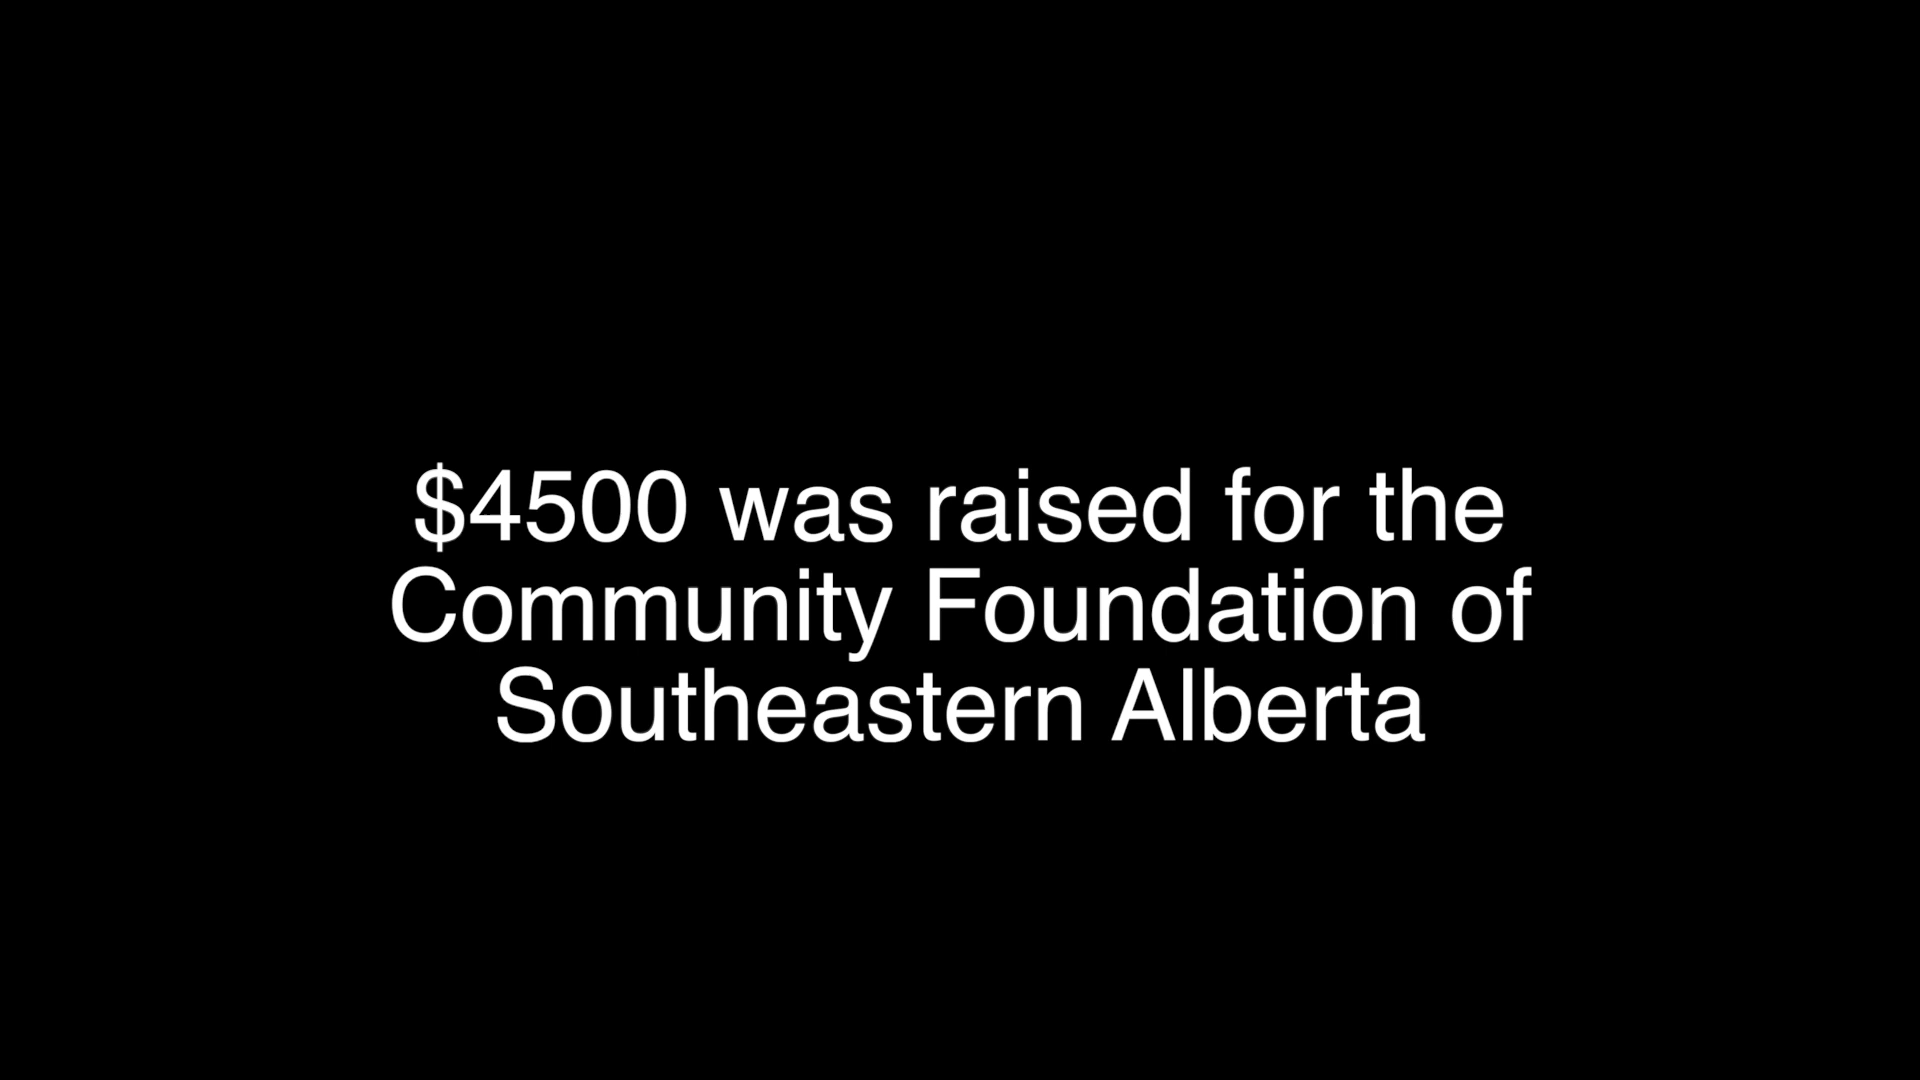 $4500 was raised for the
Community Foundation of
Southeastern Alberta